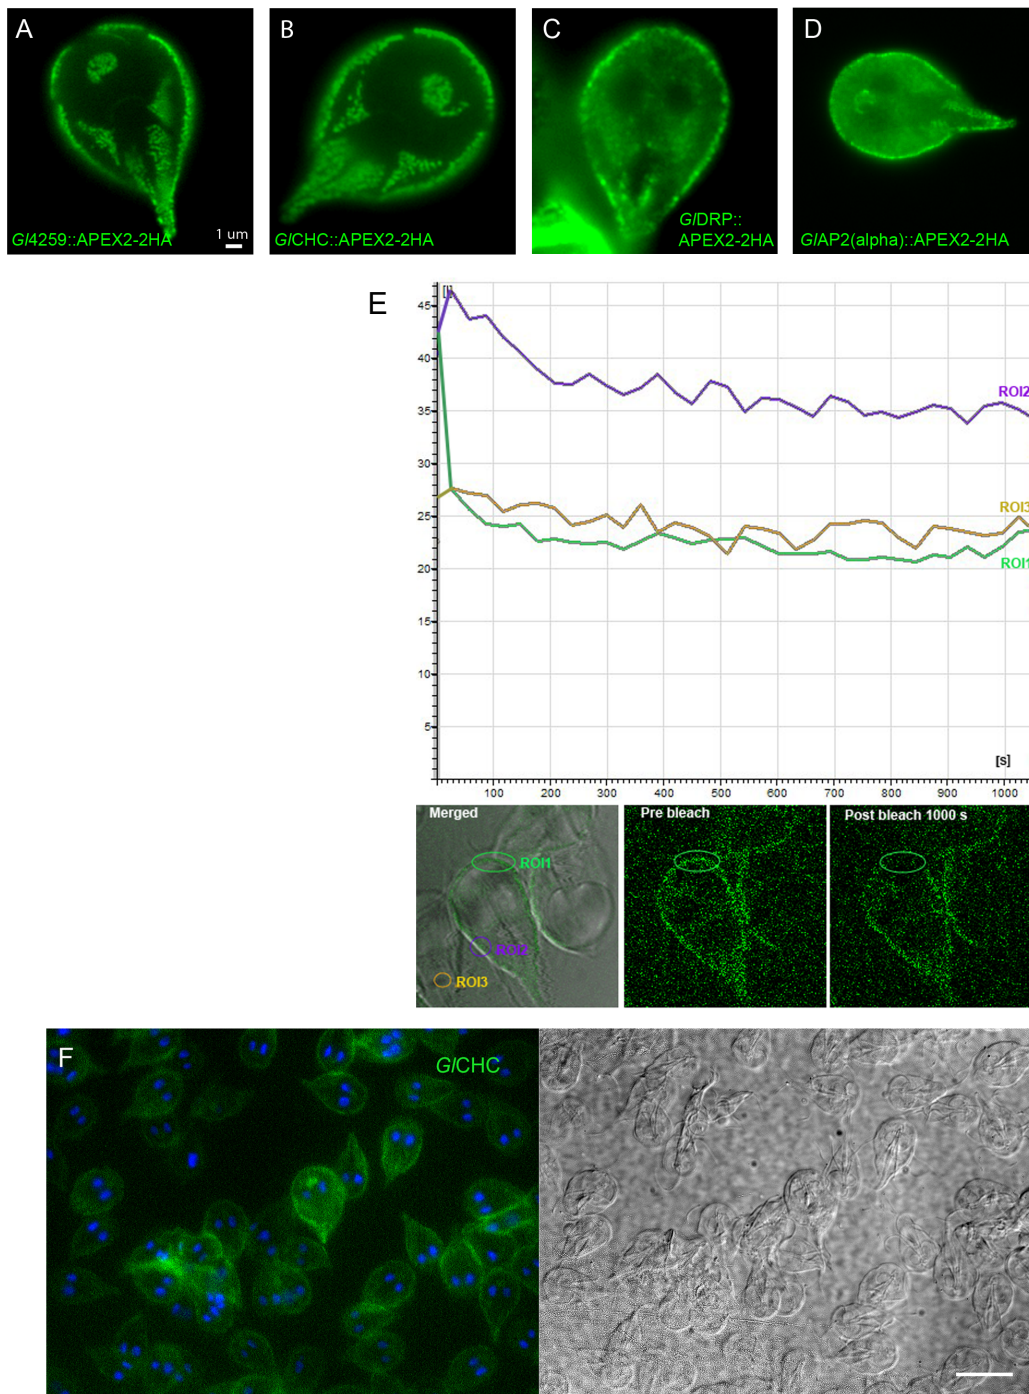 A
Gl4259::APEX2-2HA
1 um
B
GlCHC::APEX2-2HA
C
GlDRP::
APEX2-2HA
D
GlAP2(alpha)::APEX2-2HA
E
[I]
45
40
35
30
25
20
15
10
5
ROI2
ROI3
ROI1
[s]
100 200 300 400 500 600 700 800 900 1000
Merged
ROI1
ROI2
ROI3
Pre bleach
Post bleach 1000 s
F
GlCHC